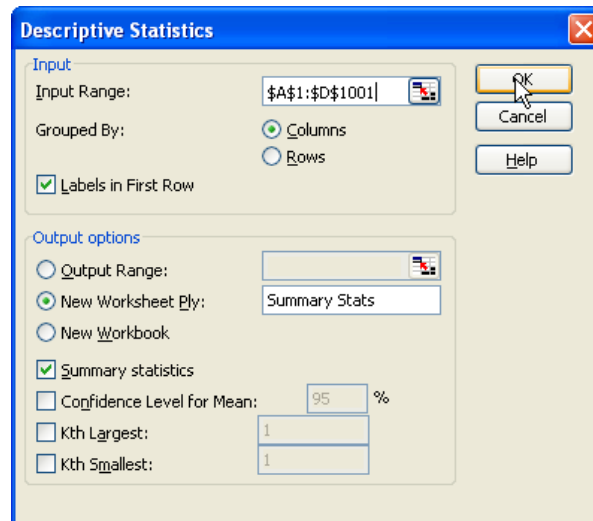 Descriptive Statistics
Input
Input Range: $A$1:$D$1001
Grouped By: Columns
Rows
Labels in First Row
OK
Cancel
Help
Output options
Output Range:
New Worksheet Ply: Summary Stats
New Workbook
Summary statistics
Confidence Level for Mean: 95 %
Kth Largest: 1
Kth Smallest: 1